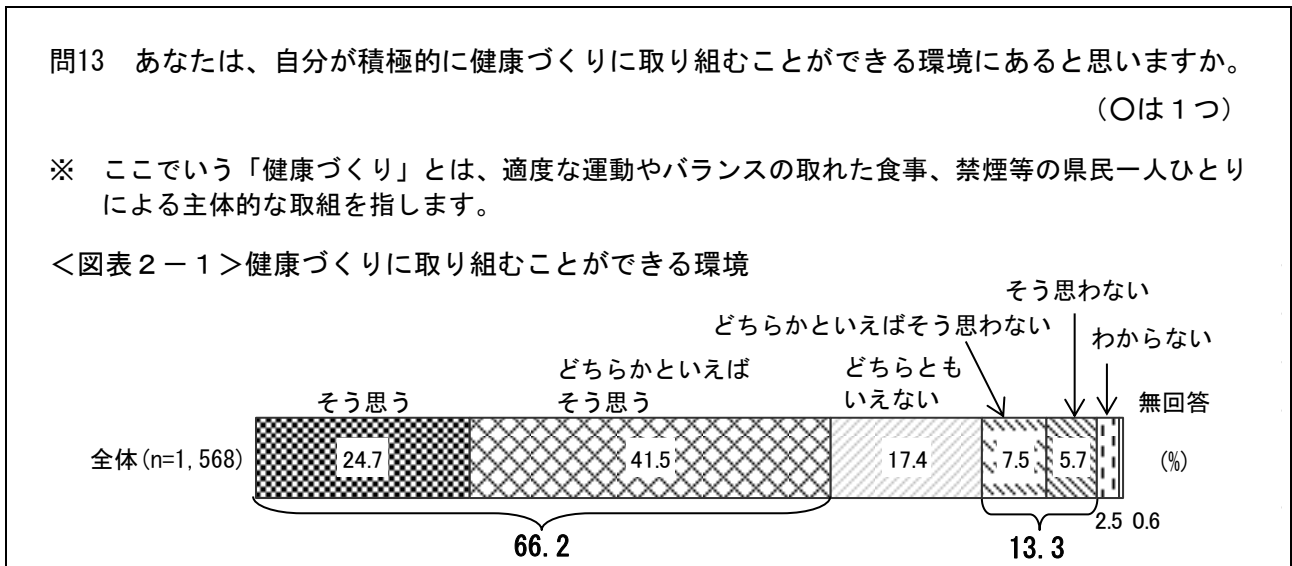 問13　あなたは、自分が積極的に健康づくりに取り組むことができる環境にあると思いますか。
（〇は１つ）
※　ここでいう「健康づくり」とは、適度な運動やバランスの取れた食事、禁煙等の県民一人ひとり
による主体的な取組を指します。
＜図表２－１＞健康づくりに取り組むことができる環境
そう思わない
どちらかといえばそう思わない
わからない
どちらかといえば
そう思う
どちらとも
いえない
そう思う
無回答
全体(n=1,568)
24.7
41.5
17.4
7.5
5.7
(%)
2.5
0.6
66.2
13.3